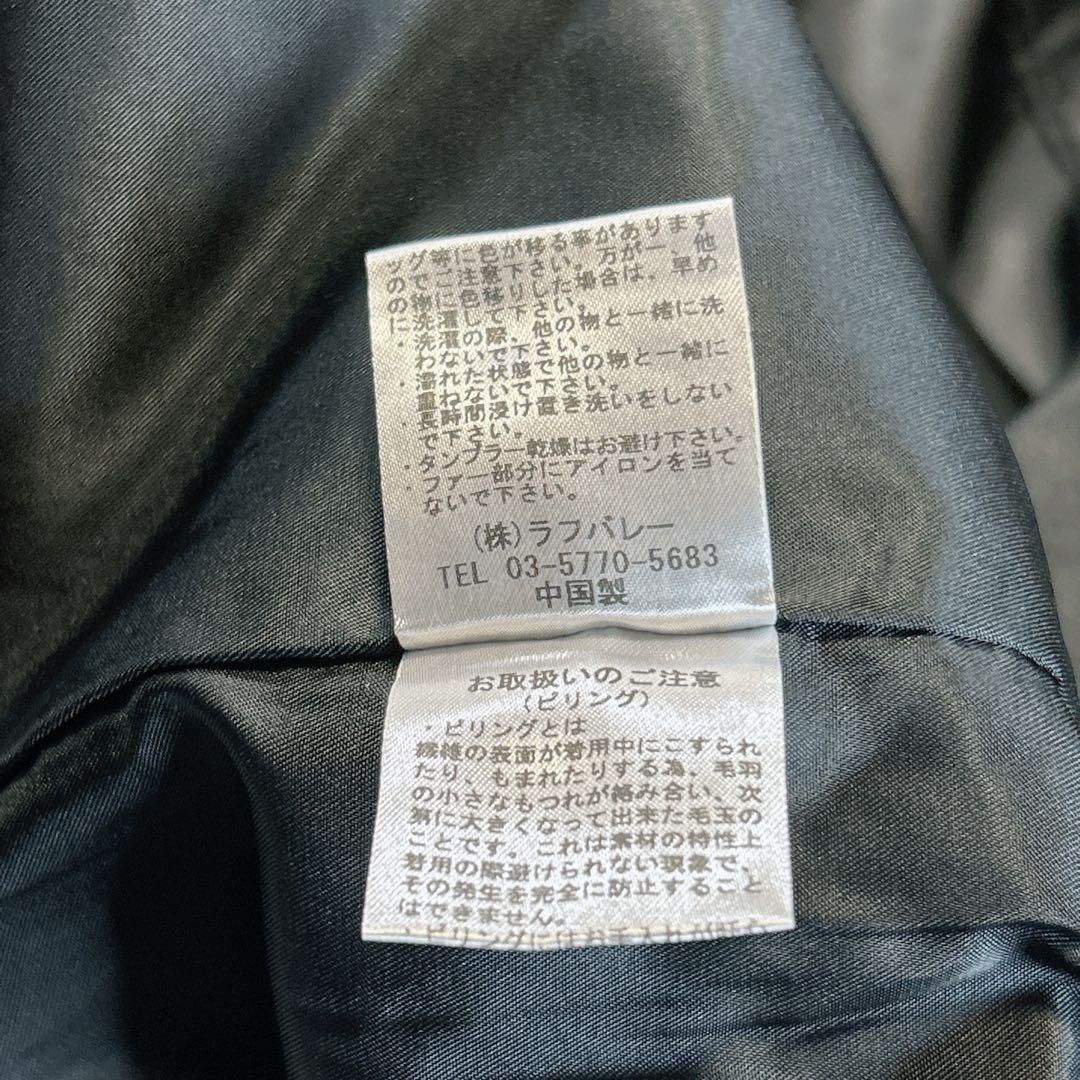 グ等に色が移る事があります
ので、ご注意下さい。万が一、他
の物に色移りした場合は、早め
に洗濯して下さい。
・洗濯の際、他の物と一緒に洗
わないで下さい。
・濡れた状態で他の物と一緒に
重ねないで下さい。
・長時間浸け置き洗いをしない
で下さい。
・タンブラー乾燥はお避け下さい。
・ファー部分にアイロンを当て
ないで下さい。
(株)ラフバレー
TEL 03-5770-5683
中国製
お取扱いのご注意
(ピリング)
・ピリングとは
繊維の表面が着用中にこすられ
たり、もまれたりする為、毛羽
の小さなもつれが絡み合い、次
第に大きくなって出来た毛玉の
ことです。これは素材の特性上
着用の際避けられない現象で、
その発生を完全に防止すること
はできません。